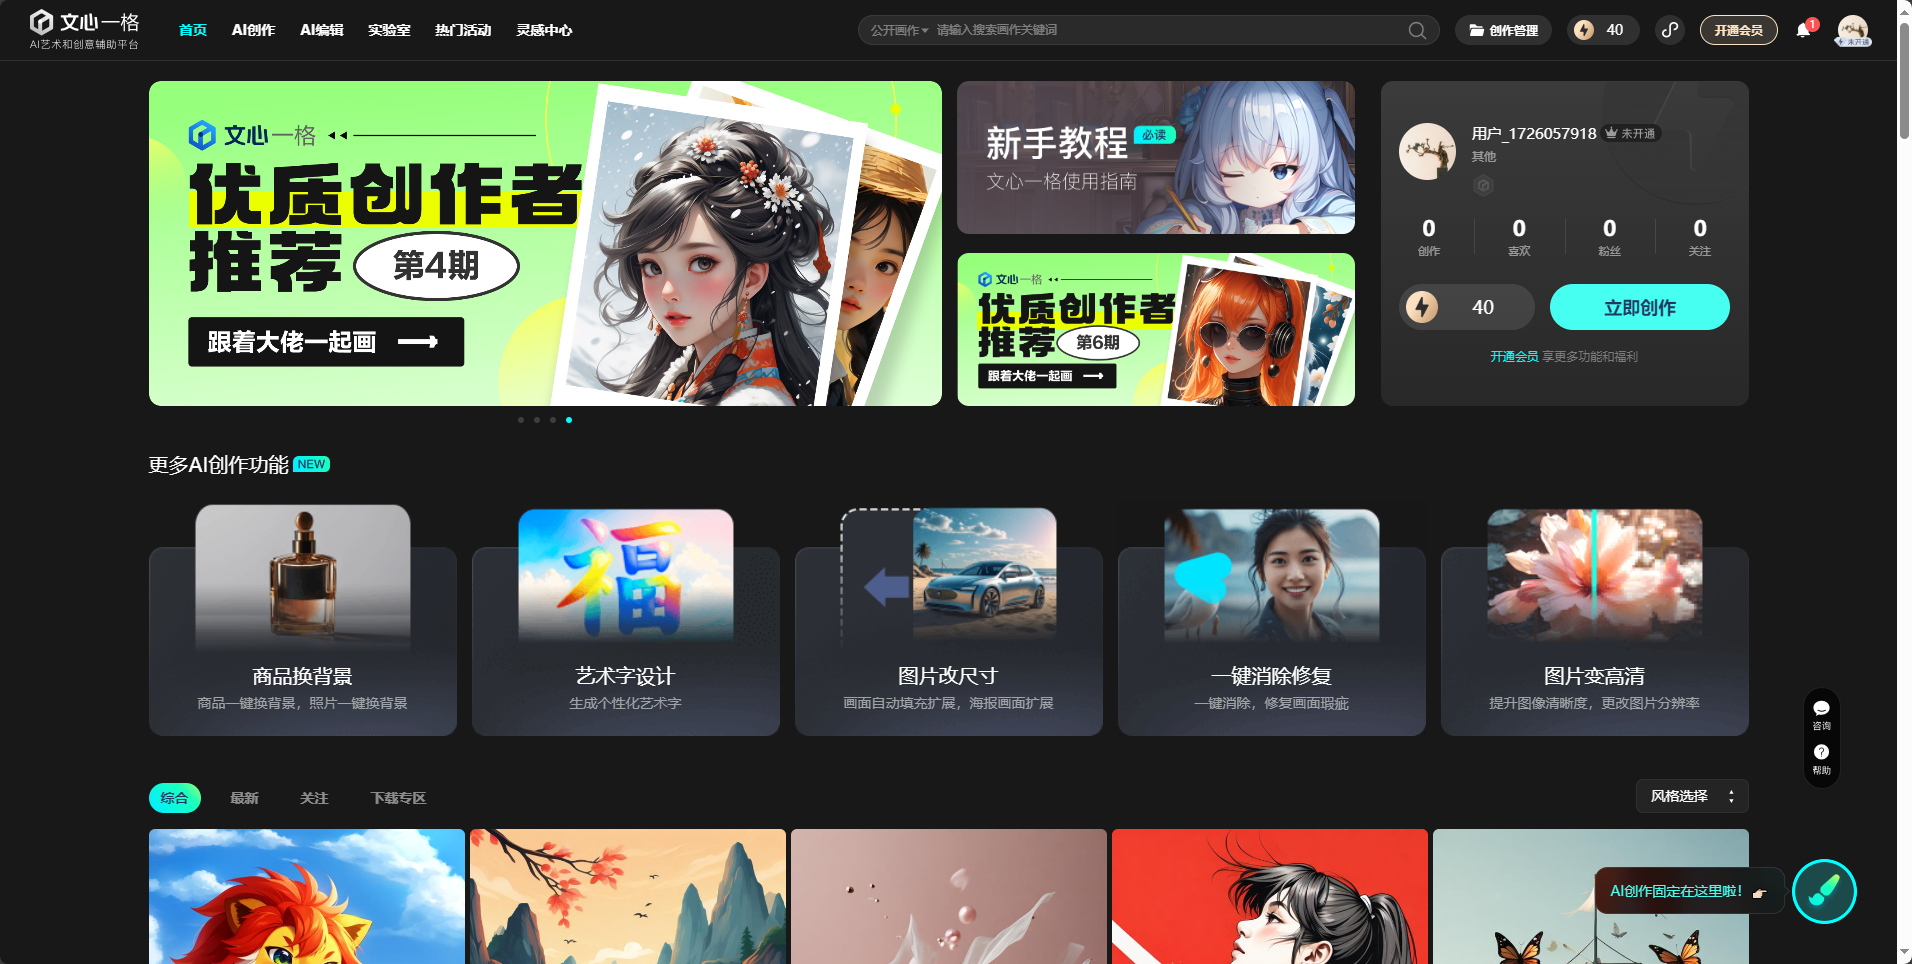 文心一格
AI艺术和创意辅助平台
首页
AI创作
AI编辑
实验室
热门活动
灵感中心
公开画作
请输入搜索画作关键词
创作管理
40
开通会员
1
未开通
文心一格
优质创作者
推荐
第4期
跟着大佬一起画
新手教程
必读
文心一格使用指南
文心一格
优质创作者
推荐
第6期
跟着大佬一起画
用户_1726057918
未开通
其他
0
0
0
0
创作
喜欢
粉丝
关注
40
立即创作
开通会员 享更多功能和福利
更多AI创作功能
NEW
福
商品换背景
商品一键换背景，照片一键换背景
艺术字设计
生成个性化艺术字
图片改尺寸
画面自动填充扩展，海报画面扩展
一键消除修复
一键消除，修复画面瑕疵
图片变高清
提升图像清晰度，更改图片分辨率
咨询
?
帮助
综合
最新
关注
下载专区
风格选择
AI创作固定在这里啦！